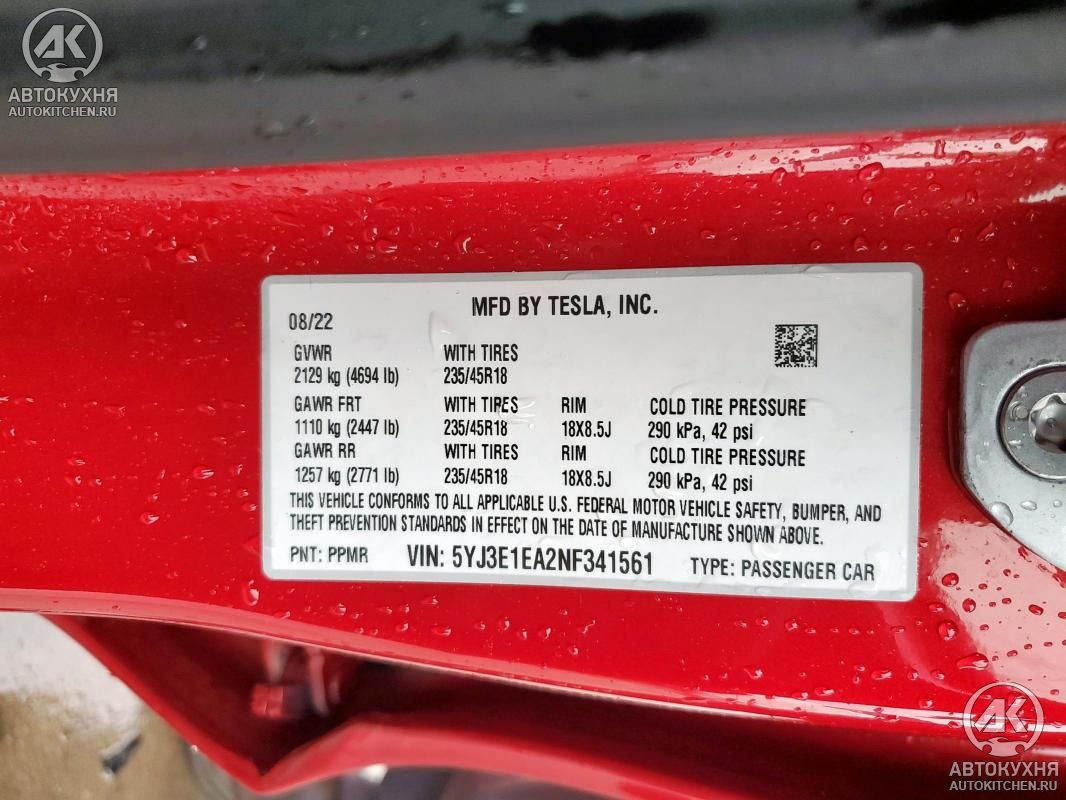 АК
АВТОКУХНЯ
AUTOKITCHEN.RU
MFD BY TESLA, INC.
08/22
GVWR WITH TIRES
2129 kg (4694 lb) 235/45R18
GAWR FRT WITH TIRES RIM COLD TIRE PRESSURE
1110 kg (2447 lb) 235/45R18 18X8.5J 290 kPa, 42 psi
GAWR RR WITH TIRES RIM COLD TIRE PRESSURE
1257 kg (2771 lb) 235/45R18 18X8.5J 290 kPa, 42 psi
THIS VEHICLE CONFORMS TO ALL APPLICABLE U.S. FEDERAL MOTOR VEHICLE SAFETY, BUMPER, AND
THEFT PREVENTION STANDARDS IN EFFECT ON THE DATE OF MANUFACTURE SHOWN ABOVE.
PNT: PPMR VIN: 5YJ3E1EA2NF341561 TYPE: PASSENGER CAR
АК
АВТОКУХНЯ
AUTOKITCHEN.RU